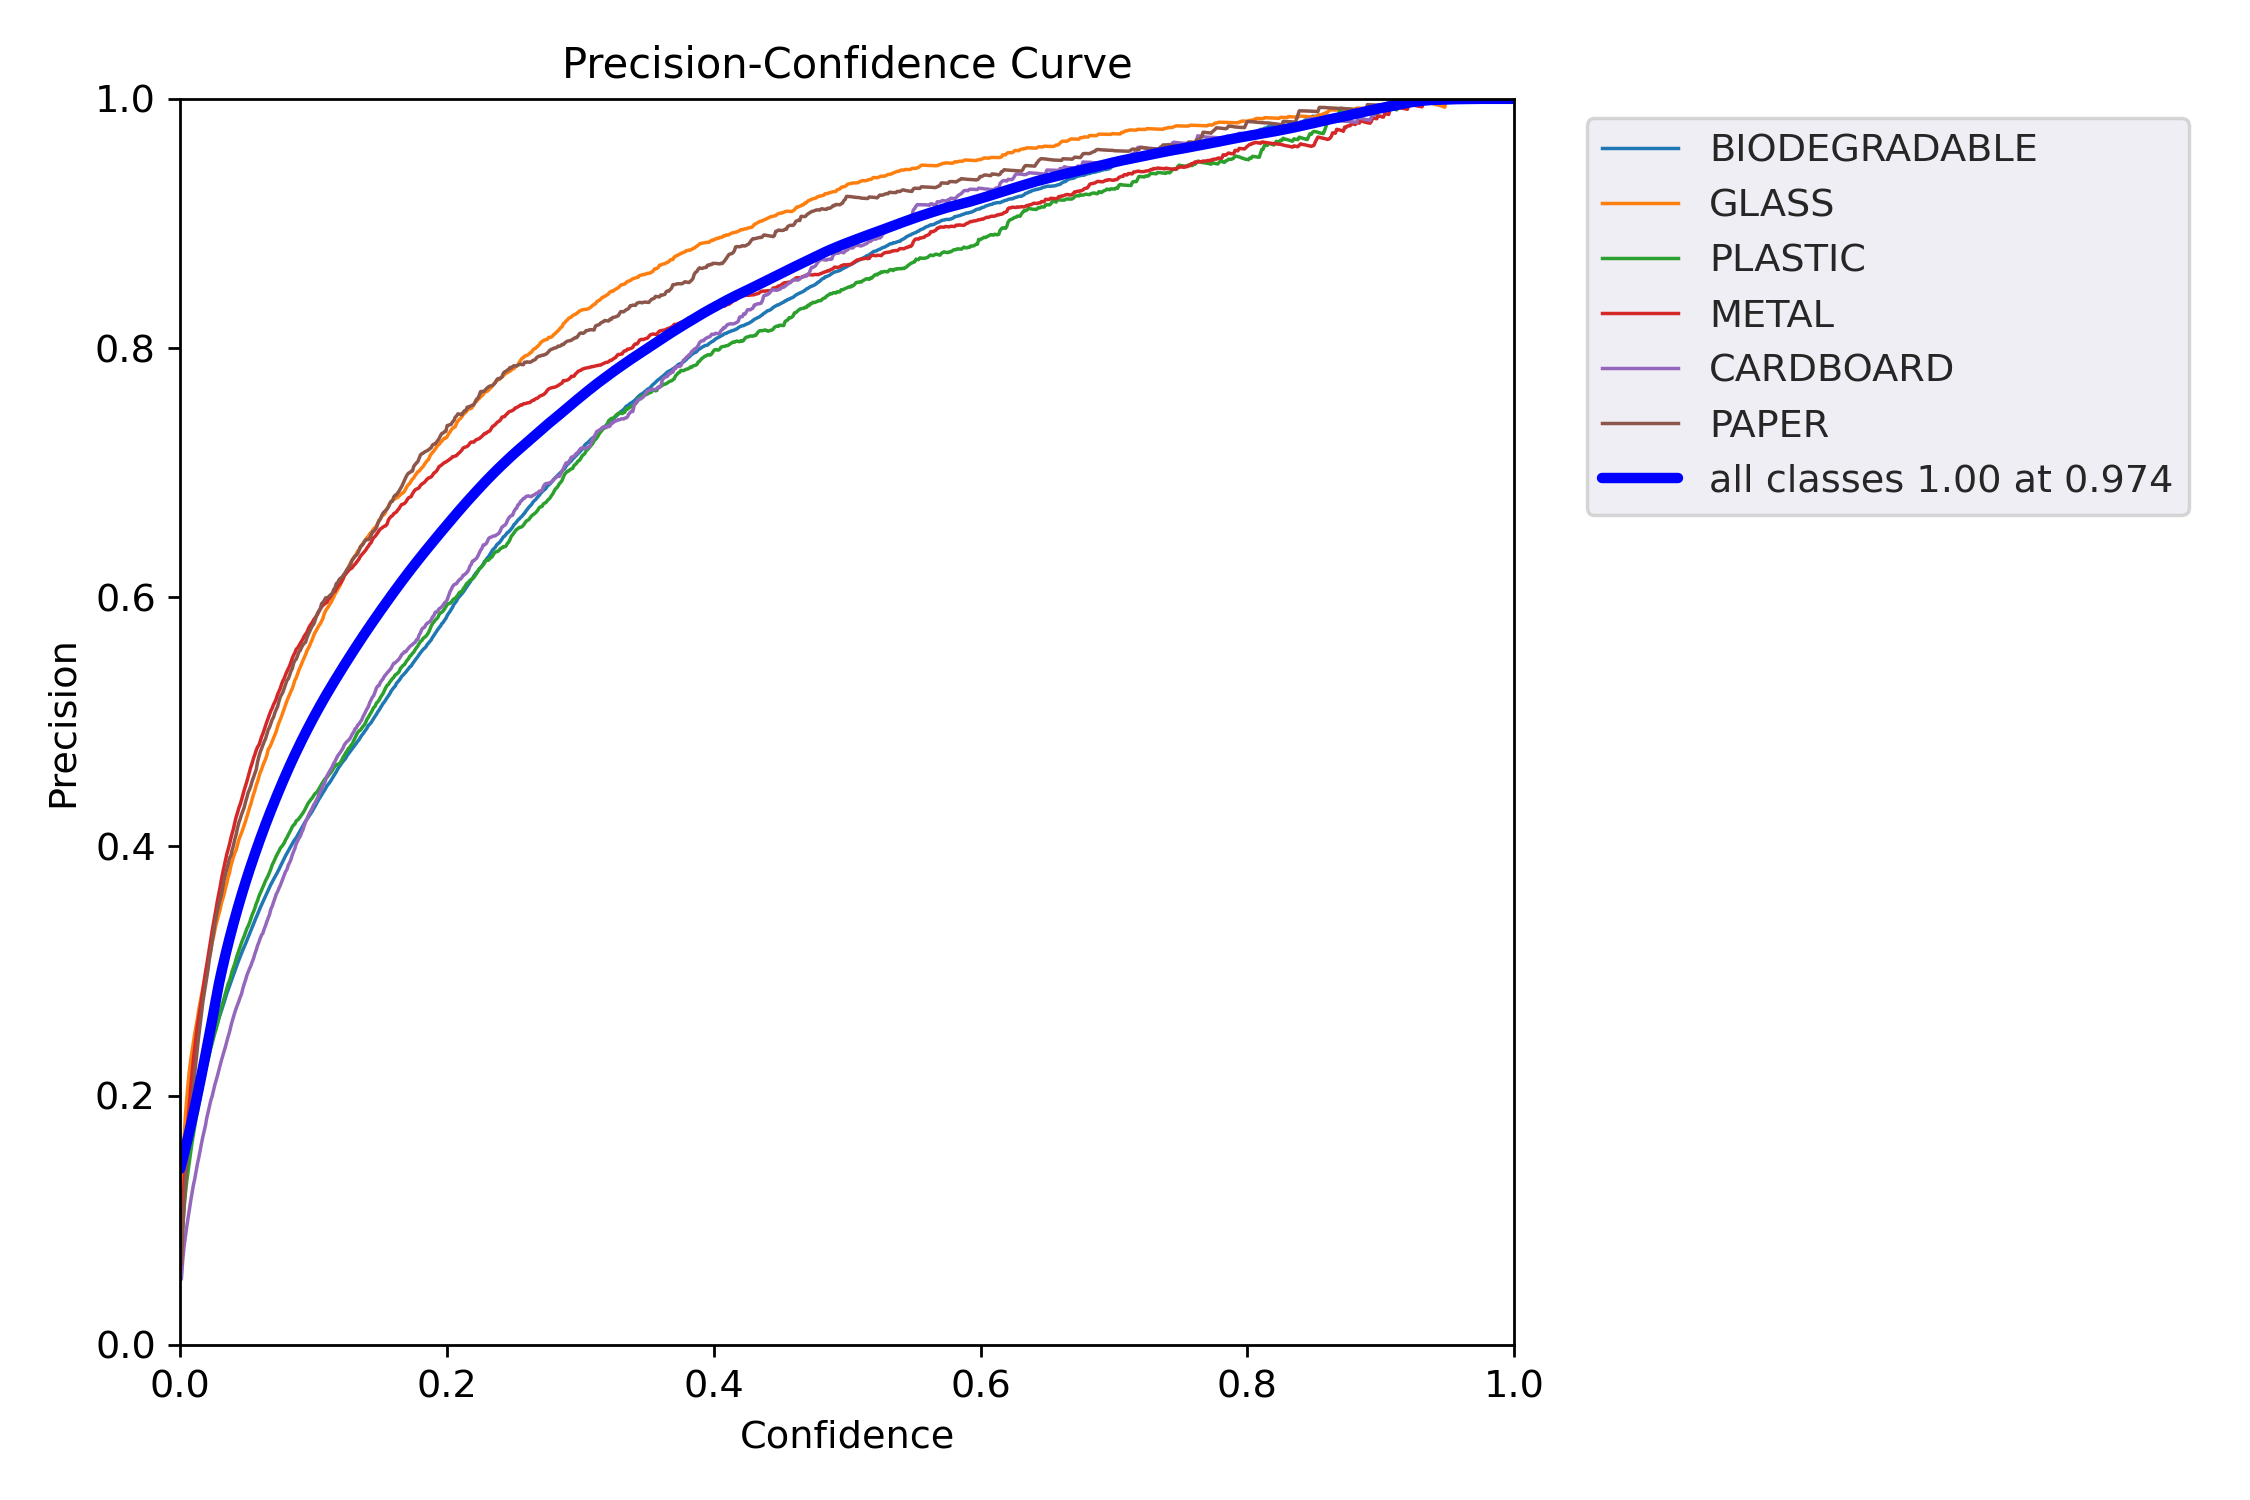 Precision-Confidence Curve
1.0
0.8
0.6
0.4
0.2
0.0
Precision
0.0 0.2 0.4 0.6 0.8 1.0
Confidence
BIODEGRADABLE
GLASS
PLASTIC
METAL
CARDBOARD
PAPER
all classes 1.00 at 0.974